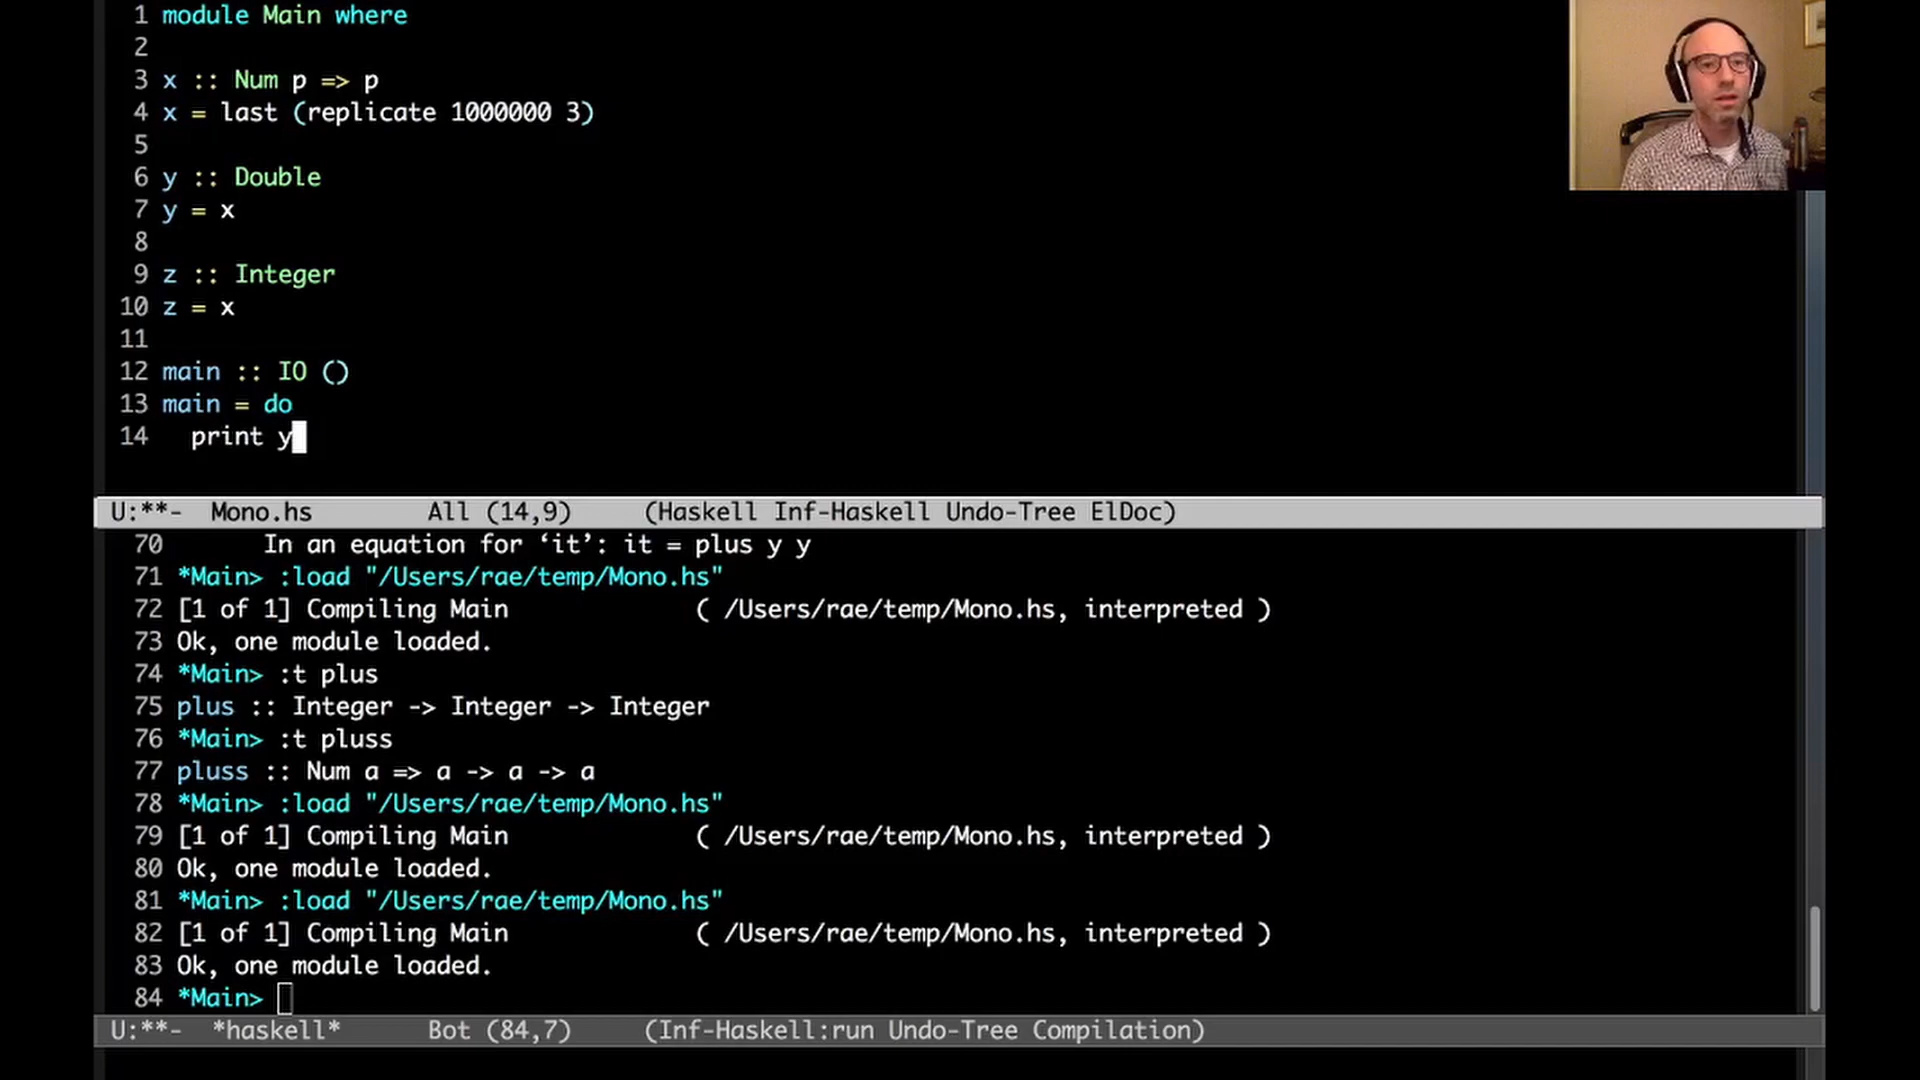 1 module Main where
2
3 x :: Num p => p
4 x = last (replicate 1000000 3)
5
6 y :: Double
7 y = x
8
9 z :: Integer
10 z = x
11
12 main :: IO ()
13 main = do
14   print y
U:**-  Mono.hs        All (14,9)     (Haskell Inf-Haskell Undo-Tree ElDoc)
70       In an equation for ‘it’: it = plus y y
71 *Main> :load "/Users/rae/temp/Mono.hs"
72 [1 of 1] Compiling Main             ( /Users/rae/temp/Mono.hs, interpreted )
73 Ok, one module loaded.
74 *Main> :t plus
75 plus :: Integer -> Integer -> Integer
76 *Main> :t pluss
77 pluss :: Num a => a -> a -> a
78 *Main> :load "/Users/rae/temp/Mono.hs"
79 [1 of 1] Compiling Main             ( /Users/rae/temp/Mono.hs, interpreted )
80 Ok, one module loaded.
81 *Main> :load "/Users/rae/temp/Mono.hs"
82 [1 of 1] Compiling Main             ( /Users/rae/temp/Mono.hs, interpreted )
83 Ok, one module loaded.
84 *Main>
U:**-  *haskell*      Bot (84,7)     (Inf-Haskell:run Undo-Tree Compilation)